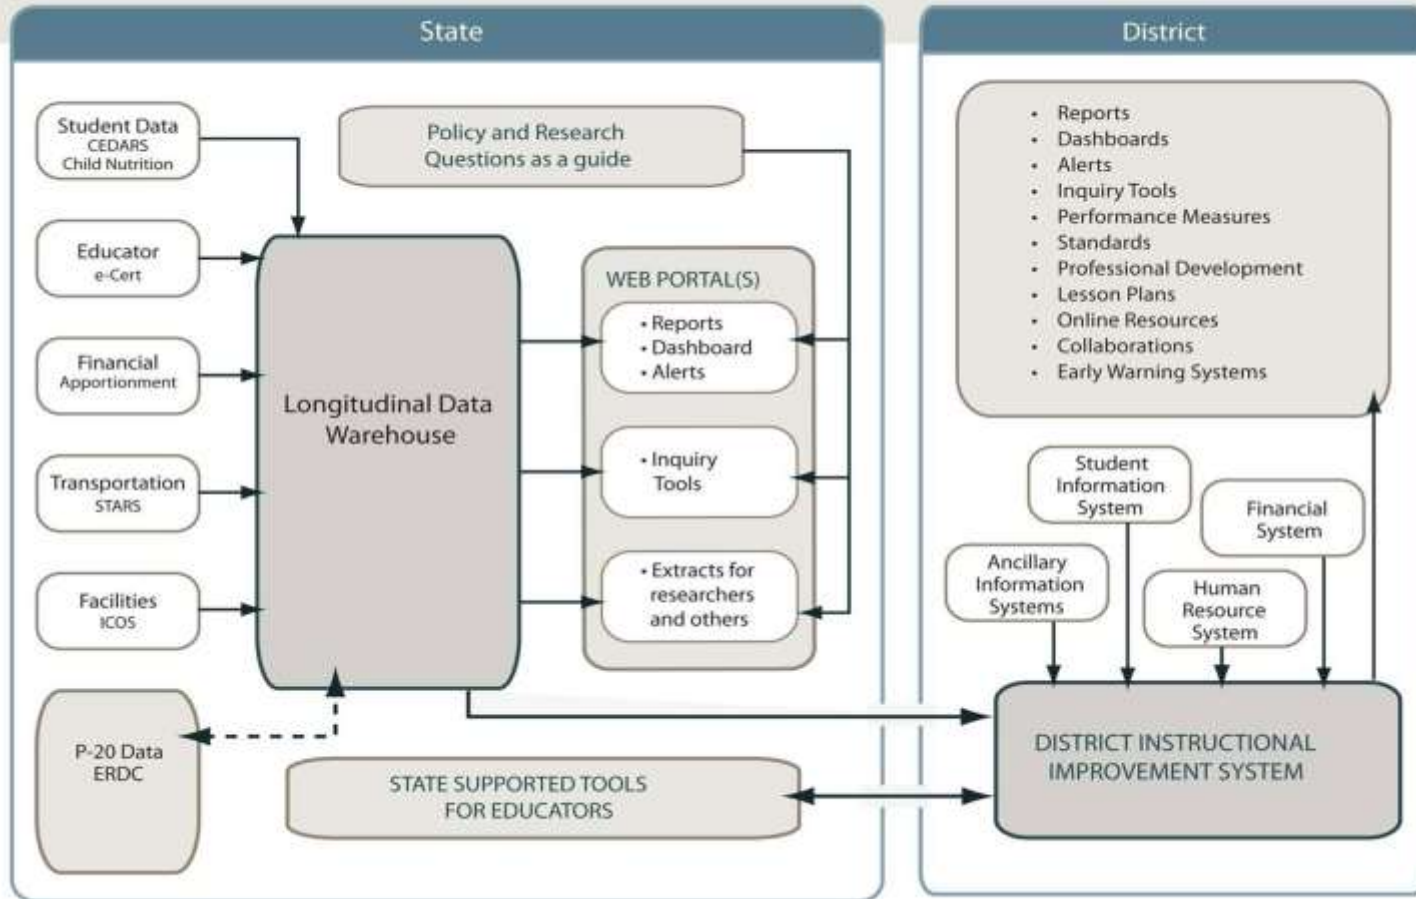 State
Student Data
CEDARS
Child Nutrition
Educator
e-Cert
Financial
Apportionment
Transportation
STARS
Facilities
ICOS
P-20 Data
ERDC
Policy and Research
Questions as a guide
Longitudinal Data
Warehouse
WEB PORTAL(S)
• Reports
• Dashboard
• Alerts
• Inquiry
Tools
• Extracts for
researchers
and others
STATE SUPPORTED TOOLS
FOR EDUCATORS
District
• Reports
• Dashboards
• Alerts
• Inquiry Tools
• Performance Measures
• Standards
• Professional Development
• Lesson Plans
• Online Resources
• Collaborations
• Early Warning Systems
Ancillary
Information
Systems
Student
Information
System
Human
Resource
System
Financial
System
DISTRICT INSTRUCTIONAL
IMPROVEMENT SYSTEM